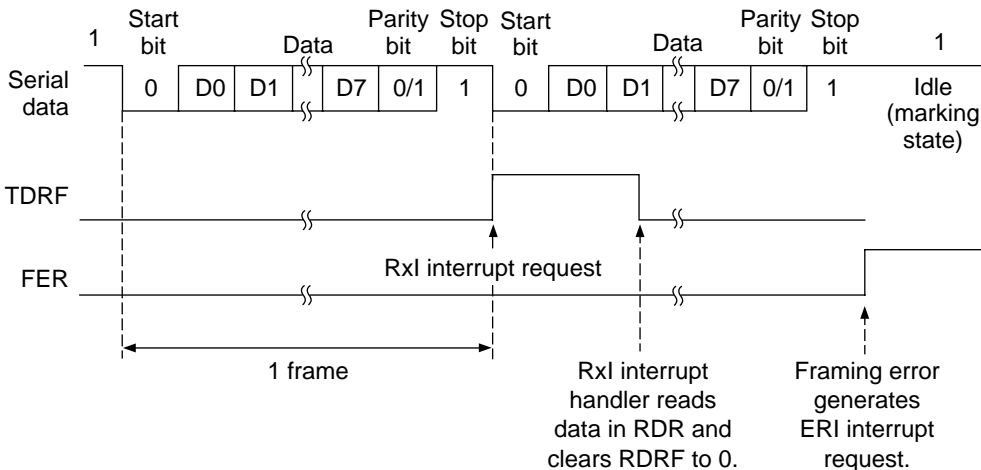 Start Parity Stop Start Parity Stop
1 bit Data bit bit bit Data bit bit 1
Serial data 0 D0 D1 D7 0/1 1 0 D0 D1 D7 0/1 1 Idle (marking state)
TDRF
RxI interrupt request
FER
1 frame
RxI interrupt
handler reads
data in RDR and
clears RDRF to 0.
Framing error
generates
ERI interrupt
request.